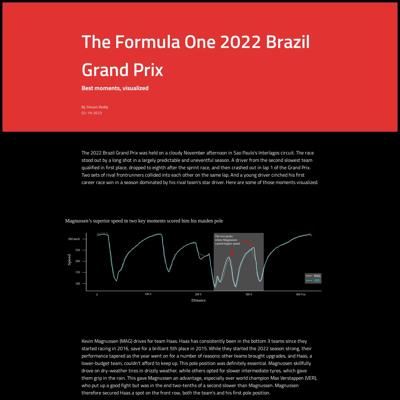 The Formula One 2022 Brazil
Grand Prix
Best moments, visualized
The 2022 Brazil Grand Prix was held on a cloudy November afternoon in Sao Paulo's Interlagos circuit. The race
stood out by a long shot in a largely predictable and uneventful season. A driver from the second slowest team
qualified in first place, dropped to eighth after the sprint race, and then crashed out in lap 1 of the Grand Prix.
Two sets of rival frontrunners collided into each other on the same lap. And a young driver cinched his first
career race win in a season dominated by his rival team's star driver. Here are some of those moments visualized.
Magnussen's superior speed in two key moments scored him his maiden pole
Speed
Distance
Kevin Magnussen (MAG) drives for team Haas. Haas has consistently been in the bottom 3 teams since they
started racing in 2016, save for a brilliant 5th place in 2015. While they started the 2022 season strong, their
performance tapered as the year went on for a number of reasons: other teams brought upgrades, and Haas, a
lower-budget team, couldn't afford to keep up. This pole position was definitely essential. Magnussen skillfully
drove on dry-weather tires in drizzly weather, while others opted for slower intermediate tyres, which gave
them grip in the rain. This gave Magnussen an advantage, especially over world champion Max Verstappen (VER),
who put up a good fight but was in the end two-tenths of a second slower than Magnussen. Magnussen
therefore secured Haas a spot on the front row, both the team's and his first pole position.